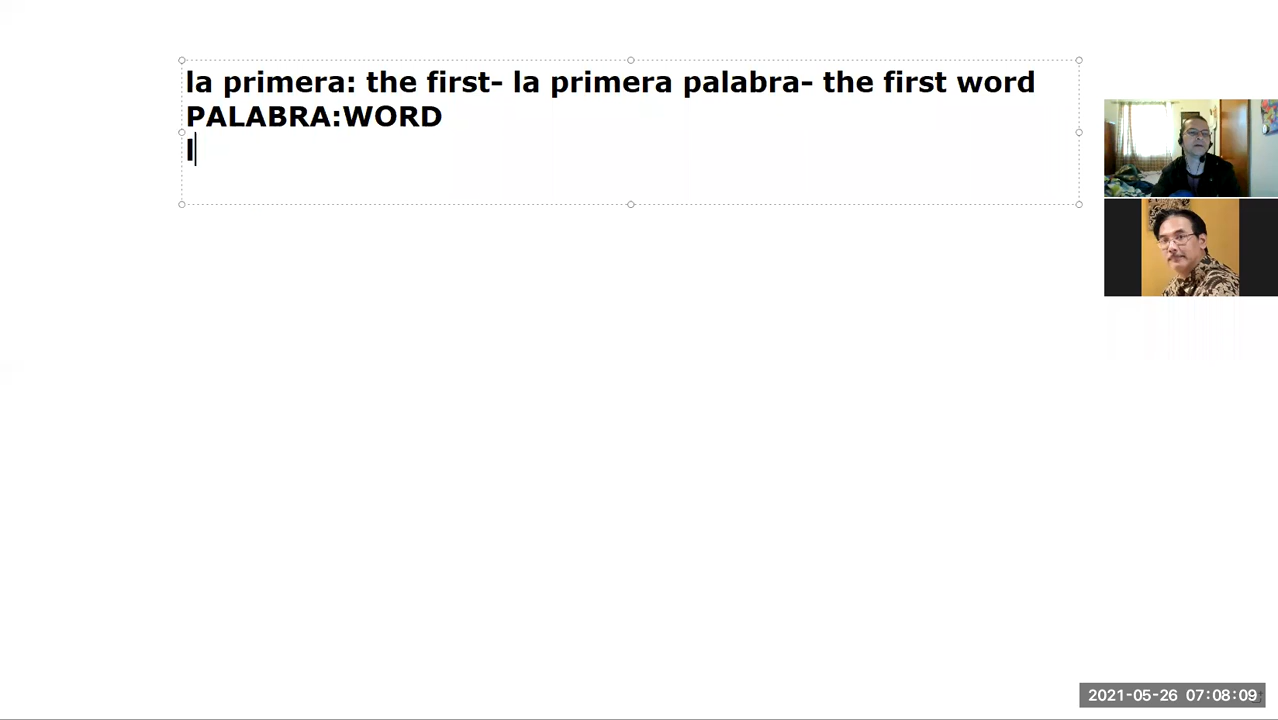 la primera: the first- la primera palabra- the first word
PALABRA:WORD
I
2021-05-26 07:08:09